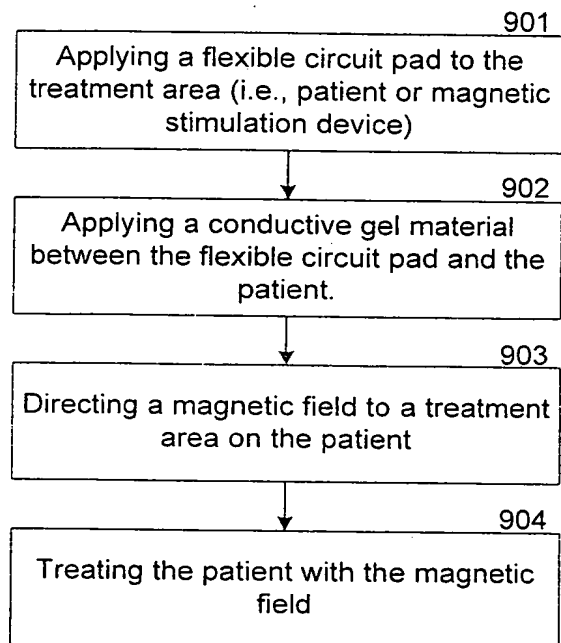 901
Applying a flexible circuit pad to the
treatment area (i.e., patient or magnetic
stimulation device)
902
Applying a conductive gel material
between the flexible circuit pad and the
patient.
903
Directing a magnetic field to a treatment
area on the patient
904
Treating the patient with the magnetic
field